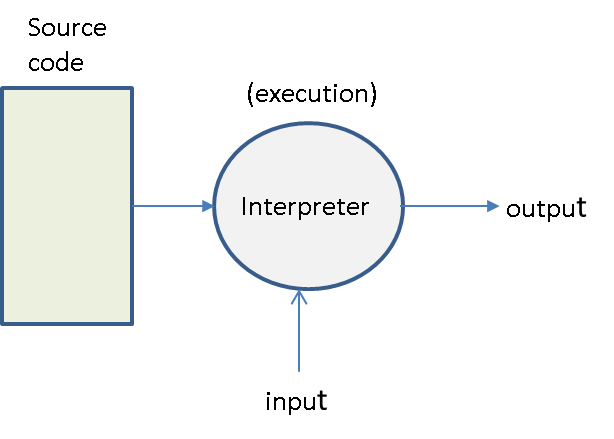 Source
code
(execution)
Interpreter
output
input